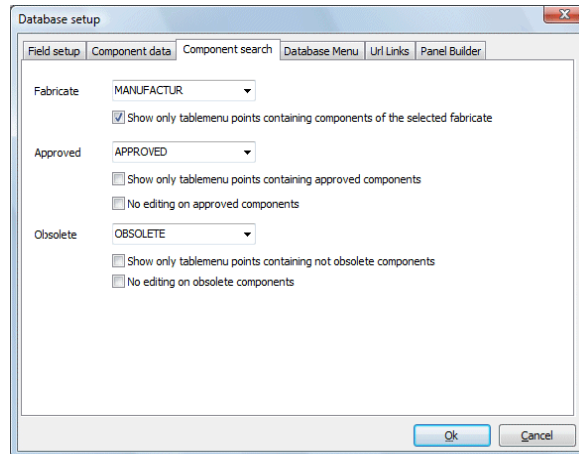 Database setup
Field setup Component data Component search Database Menu Url Links Panel Builder
Fabricate MANUFACTUR
Show only tablemenu points containing components of the selected fabricate
Approved APPROVED
Show only tablemenu points containing approved components
No editing on approved components
Obsolete OBSOLETE
Show only tablemenu points containing not obsolete components
No editing on obsolete components
Ok Cancel